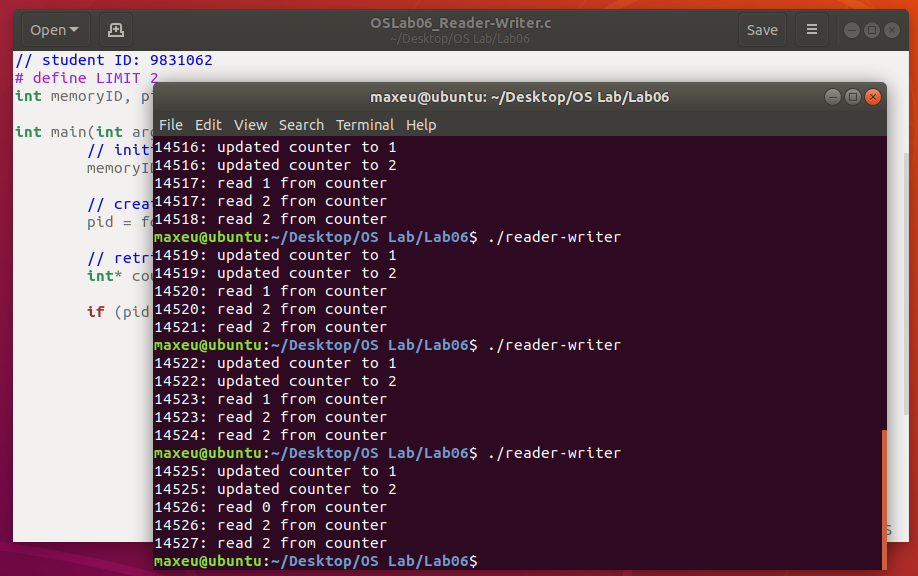 Open
OSLab06_Reader-Writer.c
~/Desktop/OS Lab/Lab06
Save
// student ID: 9831062
# define LIMIT 2
int memoryID,
int main(int
//
// 
pid =
//
int*
if (pid
maxeu@ubuntu: ~/Desktop/OS Lab/Lab06
File Edit View Search Terminal Help
14516: updated counter to 1
14516: updated counter to 2
14517: read 1 from counter
14517: read 2 from counter
14518: read 2 from counter
maxeu@ubuntu:~/Desktop/OS Lab/Lab06$ ./reader-writer
14519: updated counter to 1
14519: updated counter to 2
14520: read 1 from counter
14520: read 2 from counter
14521: read 2 from counter
maxeu@ubuntu:~/Desktop/OS Lab/Lab06$ ./reader-writer
14522: updated counter to 1
14522: updated counter to 2
14523: read 1 from counter
14523: read 2 from counter
14524: read 2 from counter
maxeu@ubuntu:~/Desktop/OS Lab/Lab06$ ./reader-writer
14525: updated counter to 1
14525: updated counter to 2
14526: read 0 from counter
14526: read 2 from counter
14527: read 2 from counter
maxeu@ubuntu:~/Desktop/OS Lab/Lab06$